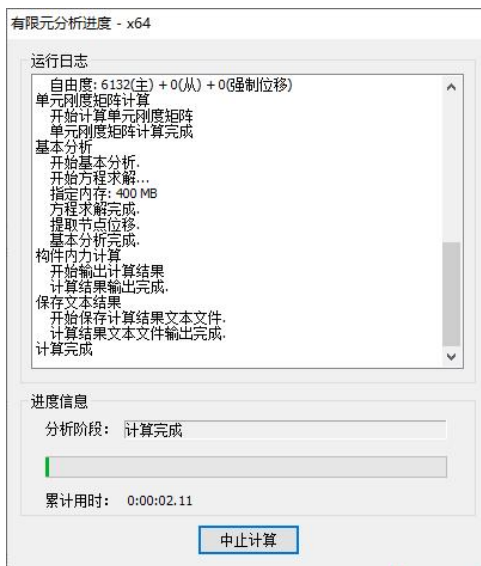 有限元分析进度 - x64
运行日志
自由度: 6132(主) + 0(从) + 0(强制位移)
单元刚度矩阵计算
开始计算单元刚度矩阵
单元刚度矩阵计算完成
基本分析
开始基本分析.
开始方程求解...
指定内存: 400 MB
方程求解完成.
提取节点位移.
基本分析完成.
构件内力计算
开始输出计算结果
计算结果输出完成.
保存文本结果
开始保存计算结果文本文件.
计算结果文本文件输出完成.
计算完成
进度信息
分析阶段: 计算完成
累计用时: 0:00:02.11
中止计算